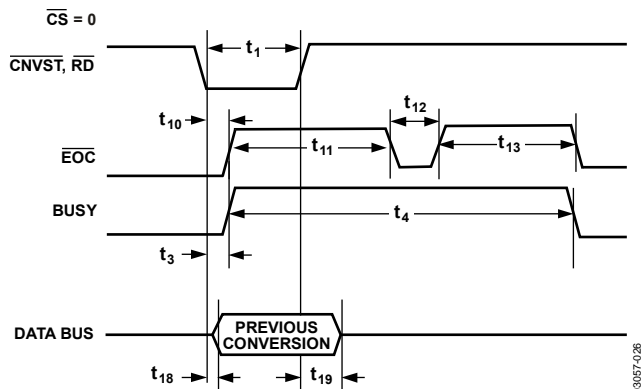 CS = 0
t1
CNVST, RD
t10
t12
EOC
t11
t13
BUSY
t4
t3
DATA BUS
PREVIOUS
CONVERSION
t18
t19
3057-026